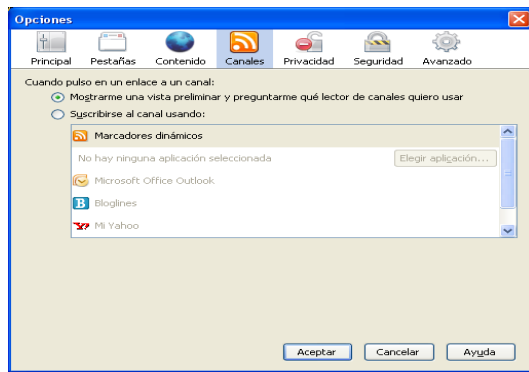 Opciones
Principal Pestañas Contenido Canales Privacidad Seguridad Avanzado
Cuando pulso en un enlace a un canal:
Mostrarme una vista preliminar y preguntarme qué lector de canales quiero usar
Suscribirse al canal usando:
Marcadores dinámicos
No hay ninguna aplicación seleccionada Elegir aplicación...
Microsoft Office Outlook
B Bloglines
Y? Mi Yahoo
Aceptar Cancelar Ayuda